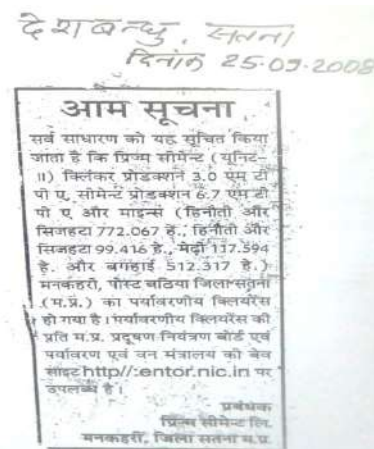 देशबन्धु, सतना
दिनांक 25.09.2008
आम सूचना
सर्व साधारण को यह सूचित किया
जाता है कि प्रिज्म सीमेन्ट (यूनिट-
II) क्लिंकर प्रोडक्शन 3.0 एम टी
पी ए, सीमेन्ट प्रोडक्शन 6.7 एम टी
पी ए और माइन्स (हिनौती और
सिजहटा 772.067 हे., हिनौती और
सिजहटा 99.416 हे., मेढ़ी 117.594
हे. और बगहाई 512.317 हे.)
मनकहरी, पोस्ट बठिया जिला सतना
(म.प्र.) का पर्यावरणीय क्लियरेंस
हो गया है। पर्यावरणीय क्लियरेंस की
प्रति म.प्र. प्रदूषण नियंत्रण बोर्ड एवं
पर्यावरण एवं वन मंत्रालय की बेव
साइट http//:entor.nic.in पर
उपलब्ध है।
प्रबंधक
प्रिज्म सीमेन्ट लि.
मनकहरी, जिला सतना म.प्र.